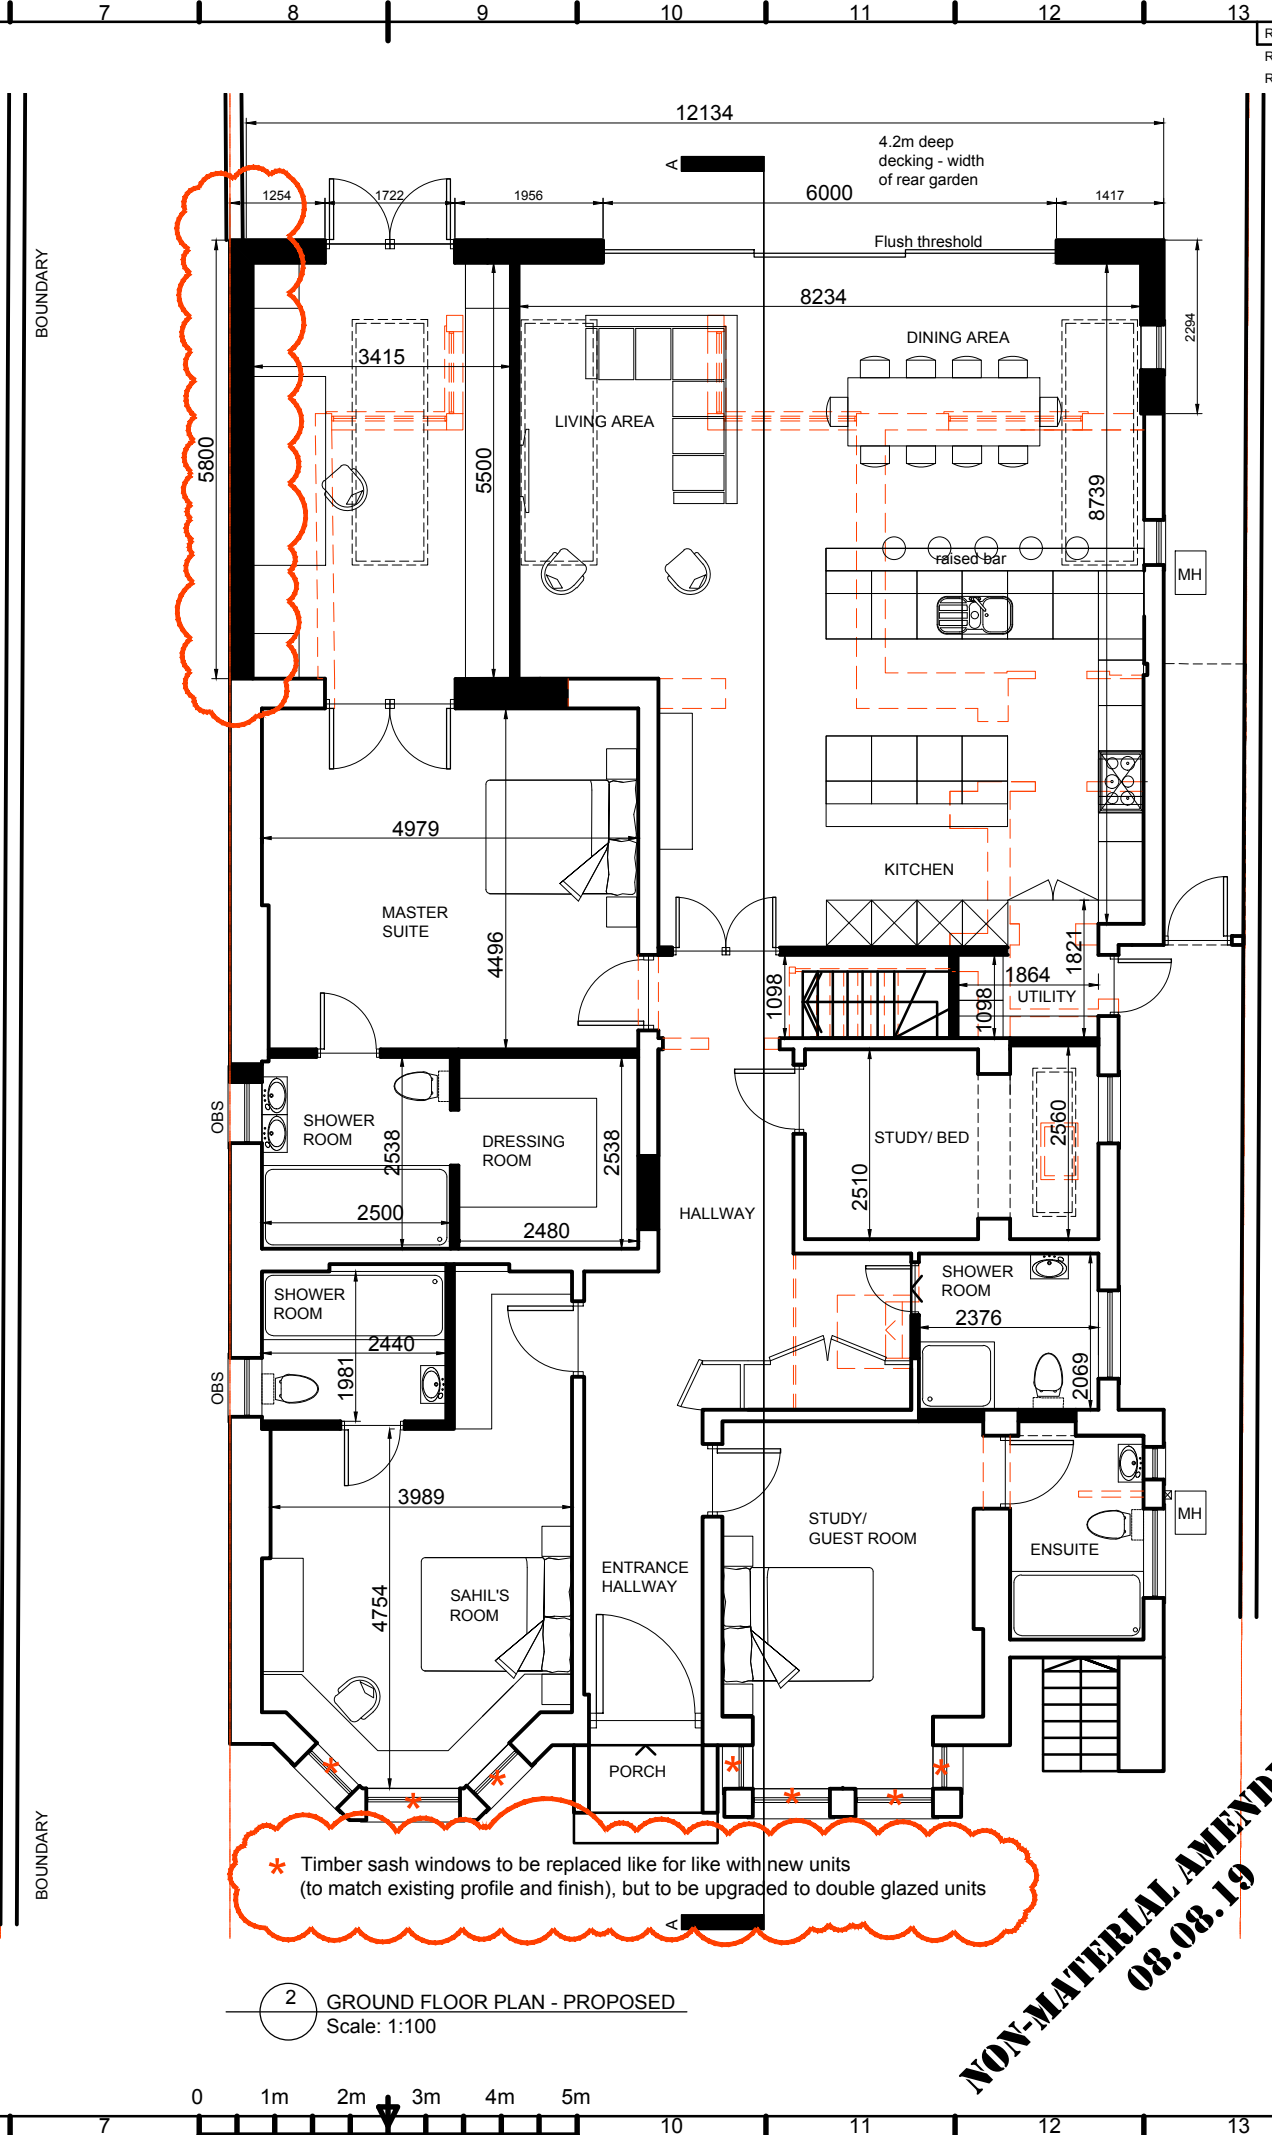 7 8 9 10 11 12 13
R
R
R
12134
4.2m deep
decking - width
of rear garden
A
1254 1722 1956 6000 1417
Flush threshold
BOUNDARY
8234
2294
DINING AREA
3415
LIVING AREA
5800
5500
8739
raised bar
MH
4979
KITCHEN
MASTER
SUITE
4496
1821
1098
1864
1098
UTILITY
OBS
SHOWER
ROOM
2538
DRESSING
ROOM
2538
STUDY/ BED
2560
2510
2500
2480
HALLWAY
SHOWER
ROOM
2440
1981
OBS
SHOWER
ROOM
2376
2069
3989
STUDY/
GUEST ROOM
MH
ENSUITE
4754
SAHIL'S
ROOM
ENTRANCE
HALLWAY
PORCH
* * * * * * *
BOUNDARY
* Timber sash windows to be replaced like for like with new units
(to match existing profile and finish), but to be upgraded to double glazed units
A
NON-MATERIAL AMEND
08.08.19
2 GROUND FLOOR PLAN - PROPOSED
Scale: 1:100
0 1m 2m 3m 4m 5m
7 10 11 12 13